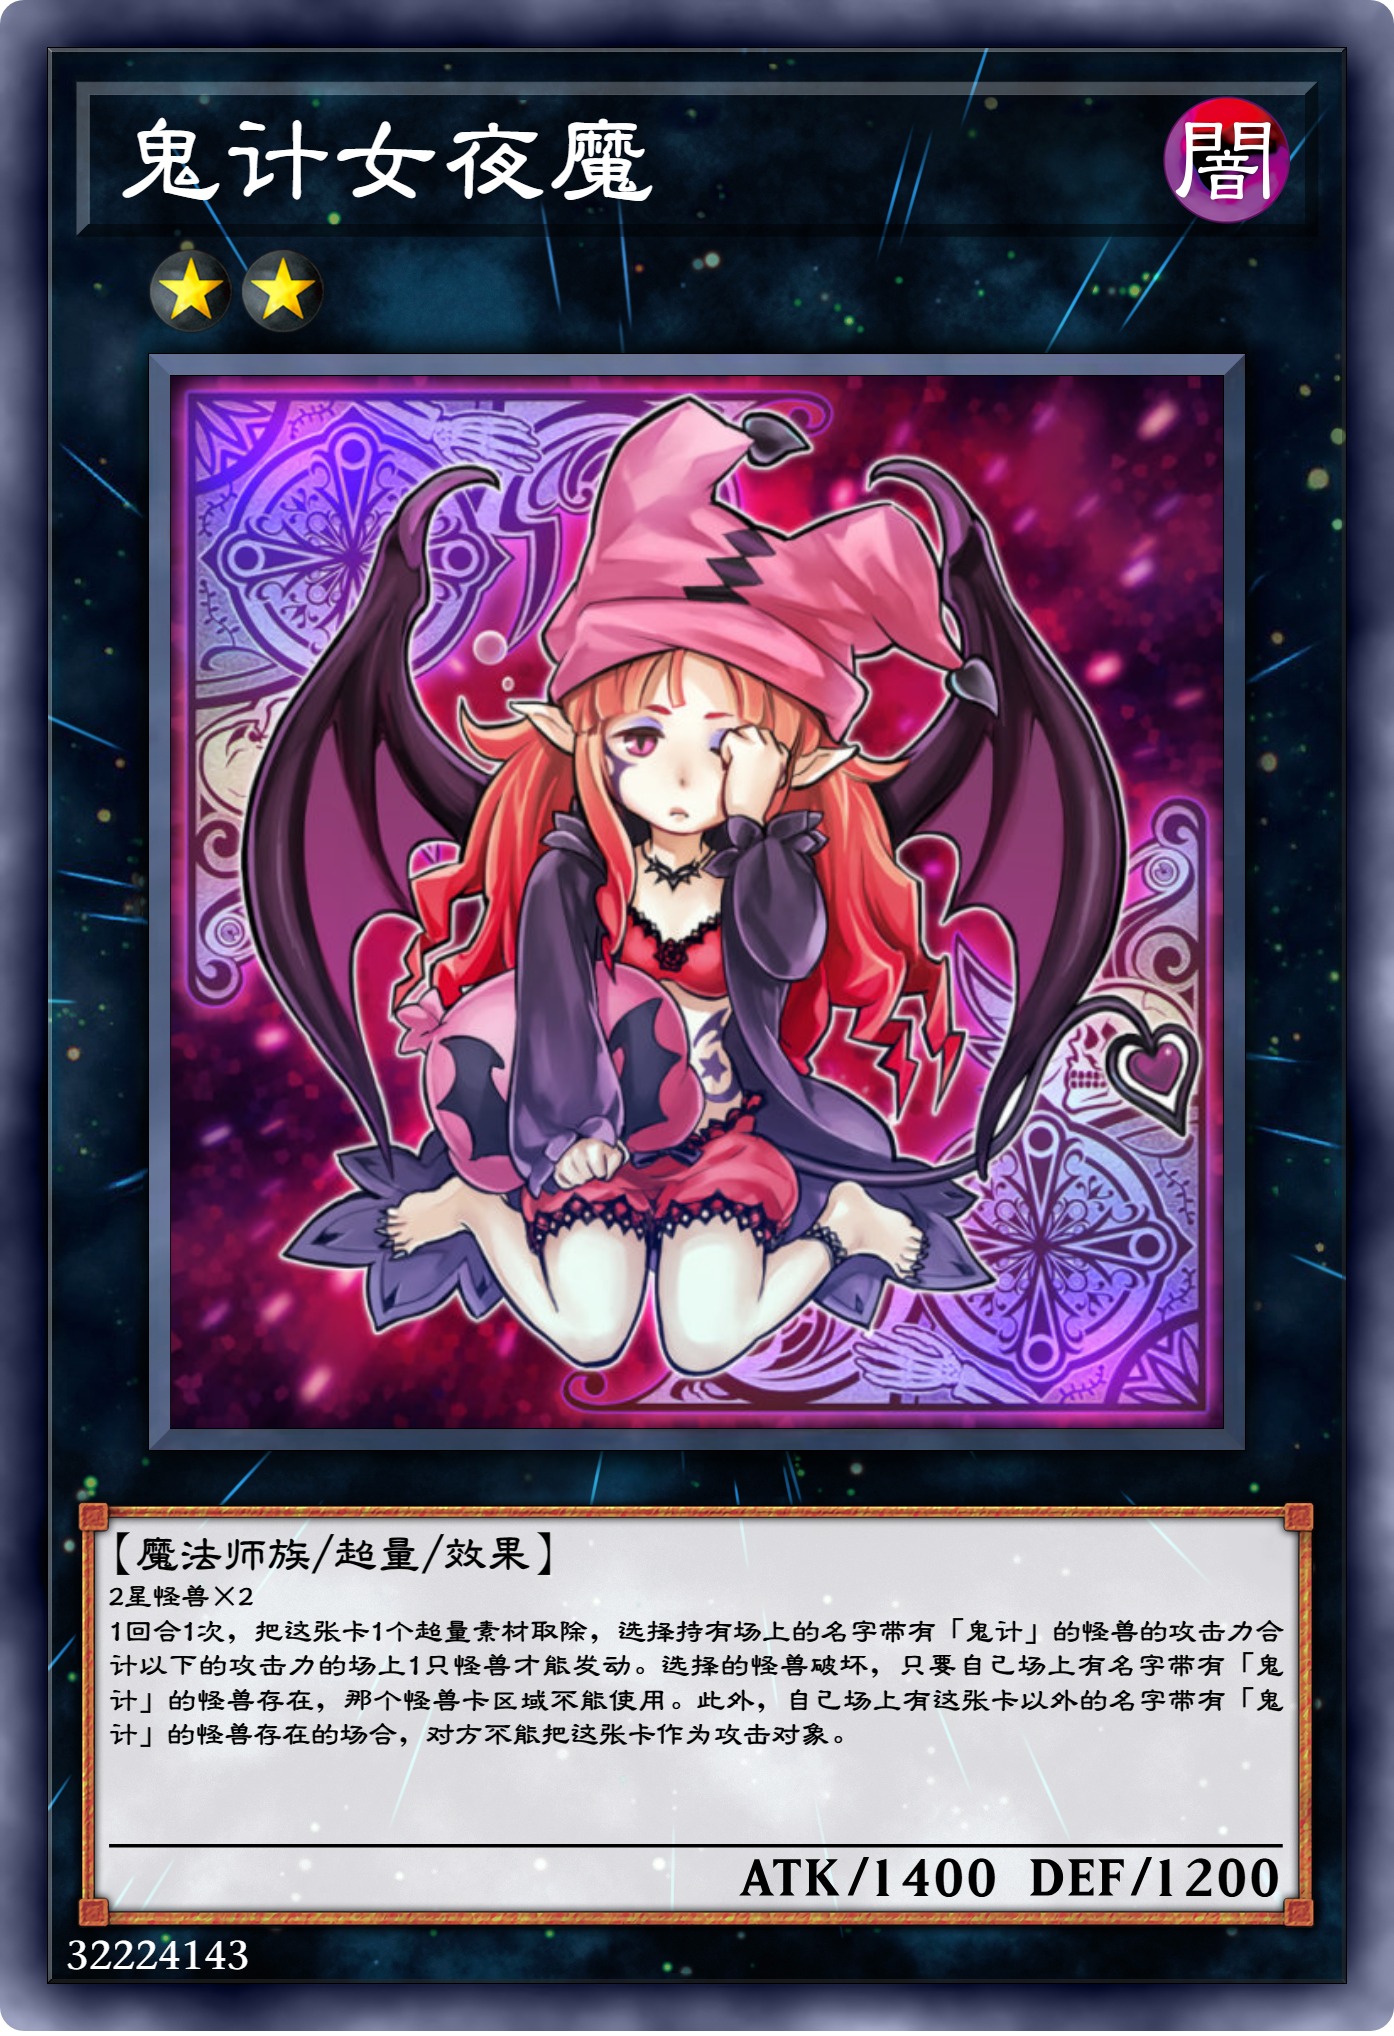 鬼计女夜魔
闇
【魔法师族/超量/效果】
2星怪兽×2
1回合1次，把这张卡1个超量素材取除，选择持有场上的名字带有「鬼计」的怪兽的攻击力合
计以下的攻击力的场上1只怪兽才能发动。选择的怪兽破坏，只要自己场上有名字带有「鬼
计」的怪兽存在，那个怪兽卡区域不能使用。此外，自己场上有这张卡以外的名字带有「鬼
计」的怪兽存在的场合，对方不能把这张卡作为攻击对象。
ATK/1400 DEF/1200
32224143